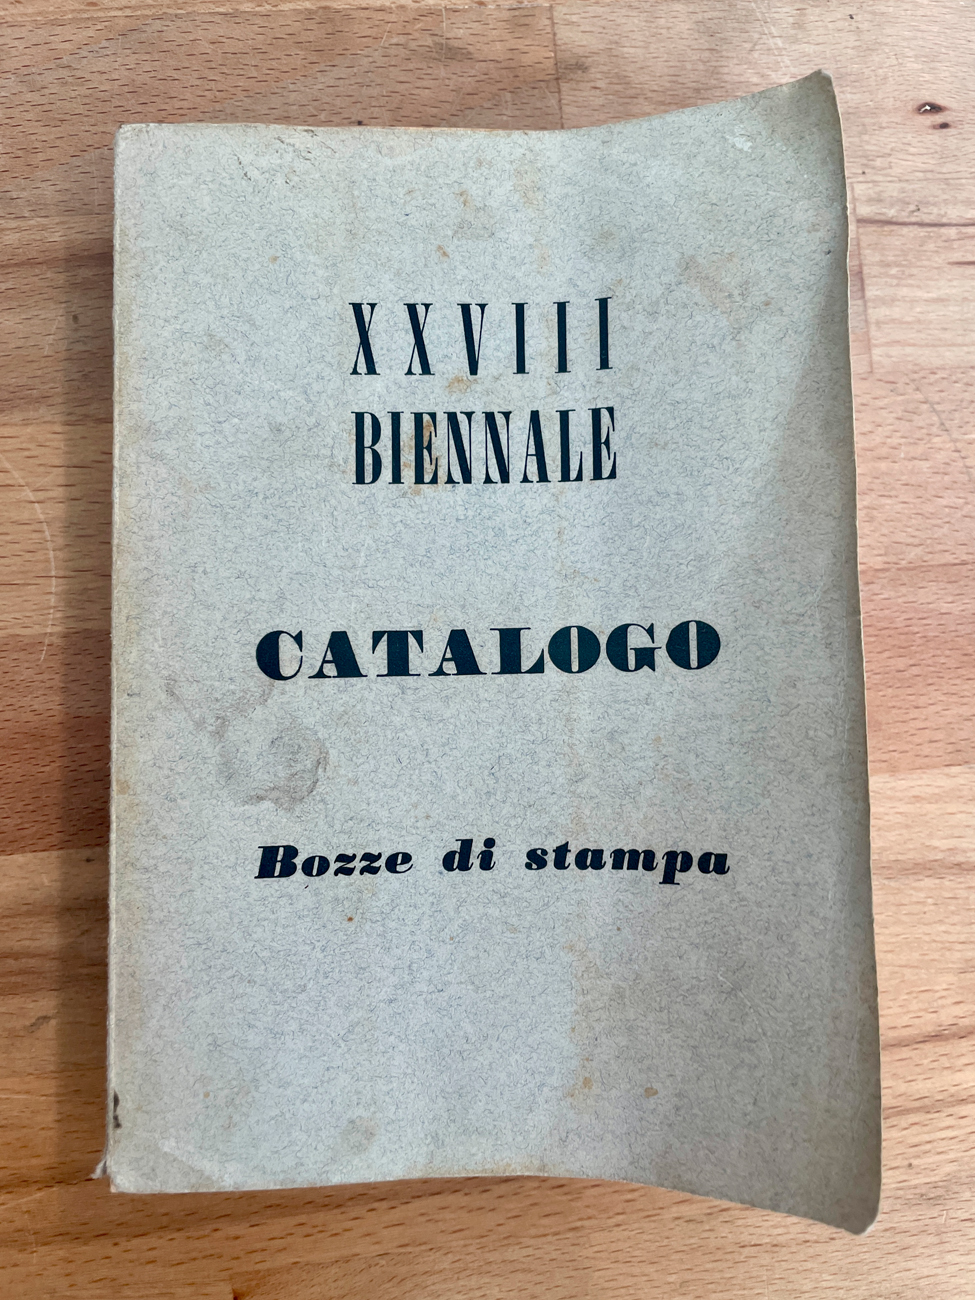 XXVIII
BIENNALE
CATALOGO
Bozze di stampa